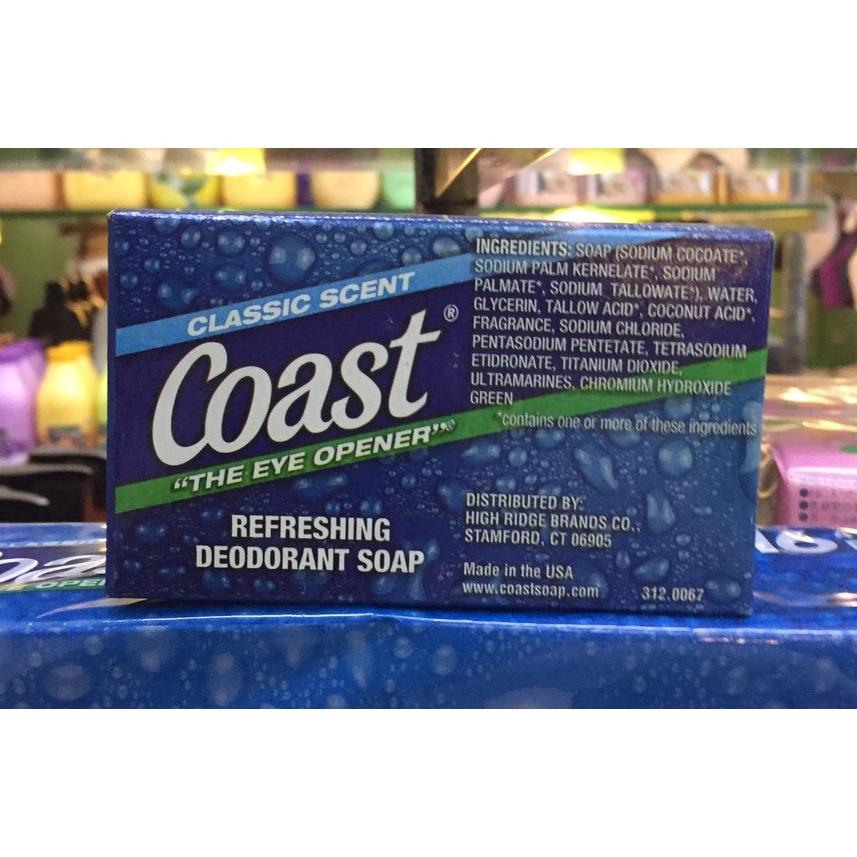 CLASSIC SCENT
Coast®
"THE EYE OPENER"®
REFRESHING
DEODORANT SOAP
INGREDIENTS: SOAP (SODIUM COCOATE*,
SODIUM PALM KERNELATE*, SODIUM
PALMATE*, SODIUM TALLOWATE*), WATER,
GLYCERIN, TALLOW ACID*, COCONUT ACID*,
FRAGRANCE, SODIUM CHLORIDE,
PENTASODIUM PENTETATE, TETRASODIUM
ETIDRONATE, TITANIUM DIOXIDE,
ULTRAMARINES, CHROMIUM HYDROXIDE
GREEN
*contains one or more of these ingredients
DISTRIBUTED BY:
HIGH RIDGE BRANDS CO.,
STAMFORD, CT 06905
Made in the USA
www.coastsoap.com 312.0067